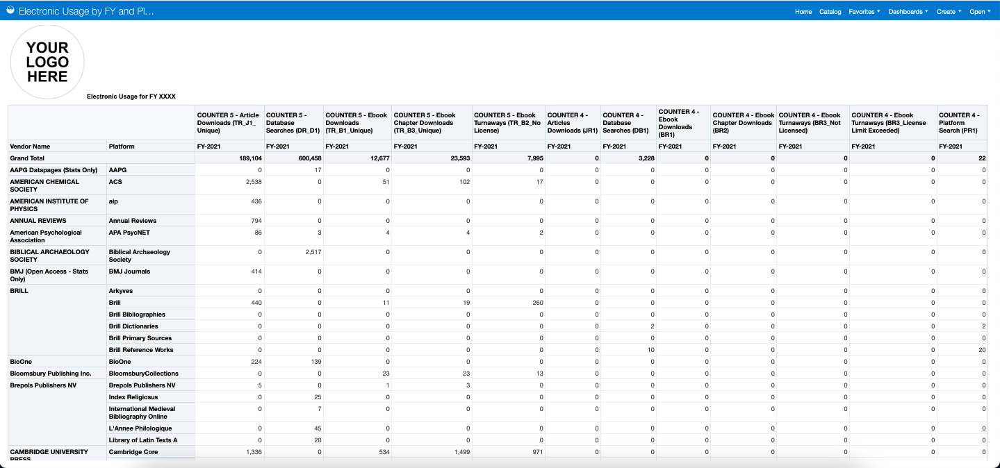 Electronic Usage by FY and Pl...
Home Catalog Favorites Dashboards Create Open
YOUR
LOGO
HERE
Electronic Usage for FY XXXX
COUNTER 5 - Article Downloads (TR_J1_ Unique) COUNTER 5 - Database Searches (DR_D1) COUNTER 5 - Ebook Downloads (TR_B1_Unique) COUNTER 5 - Ebook Chapter Downloads (TR_B3_Unique) COUNTER 5 - Ebook Turnaways (TR_B2_No License) COUNTER 4 - Articles Downloads (JR1) COUNTER 4 - Database Searches (DB1) COUNTER 4 - Ebook Downloads (BR1) COUNTER 4 - Ebook Chapter Downloads (BR2) COUNTER 4 - Ebook Turnaways (BR3_Not Licensed) COUNTER 4 - Ebook Turnaways (BR3_License Limit Exceeded) COUNTER 4 - Platform Search (PR1)
Vendor Name Platform FY-2021 FY-2021 FY-2021 FY-2021 FY-2021 FY-2021 FY-2021 FY-2021 FY-2021 FY-2021 FY-2021 FY-2021
Grand Total 189,104 600,458 12,677 23,593 7,995 0 3,228 0 0 0 0 22
AAPG Datapages (Stats Only) AAPG 0 17 0 0 0 0 0 0 0 0 0 0
AMERICAN CHEMICAL SOCIETY ACS 2,538 0 51 102 17 0 0 0 0 0 0 0
AMERICAN INSTITUTE OF PHYSICS aip 436 0 0 0 0 0 0 0 0 0 0 0
ANNUAL REVIEWS Annual Reviews 794 0 0 0 0 0 0 0 0 0 0 0
American Psychological Association APA PsycNET 86 3 4 4 2 0 0 0 0 0 0 0
BIBLICAL ARCHAEOLOGY SOCIETY Biblical Archaeology Society 0 2,517 0 0 0 0 0 0 0 0 0 0
BMJ (Open Access - Stats Only) BMJ Journals 414 0 0 0 0 0 0 0 0 0 0 0
BRILL Arkyves 0 0 0 0 0 0 0 0 0 0 0 0
Brill 440 0 11 19 260 0 0 0 0 0 0 0
Brill Bibliographies 0 0 0 0 0 0 0 0 0 0 0 0
Brill Dictionaries 0 0 0 0 0 0 2 0 0 0 0 2
Brill Primary Sources 0 0 0 0 0 0 0 0 0 0 0 0
Brill Reference Works 0 0 0 0 0 0 10 0 0 0 0 20
BioOne BioOne 224 139 0 0 0 0 0 0 0 0 0 0
Bloomsbury Publishing Inc. BloomsburyCollections 0 0 23 23 13 0 0 0 0 0 0 0
Brepols Publishers NV Brepols Publishers NV 5 0 1 3 0 0 0 0 0 0 0 0
Index Religiosus 0 25 0 0 0 0 0 0 0 0 0 0
International Medieval Bibliography Online 0 7 0 0 0 0 0 0 0 0 0 0
L'Annee Philologique 0 45 0 0 0 0 0 0 0 0 0 0
Library of Latin Texts A 0 20 0 0 0 0 0 0 0 0 0 0
CAMBRIDGE UNIVERSITY PRESS Cambridge Core 1,336 0 534 1,499 971 0 0 0 0 0 0 0